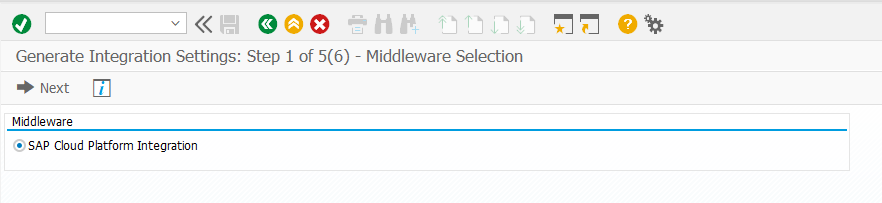 Generate Integration Settings: Step 1 of 5(6) - Middleware Selection
Next
Middleware
SAP Cloud Platform Integration